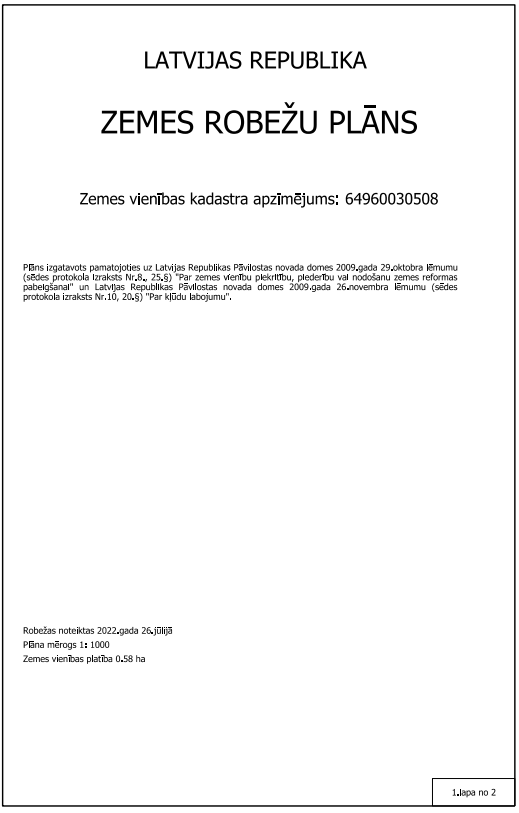 LATVIJAS REPUBLIKA
ZEMES ROBEŽU PLĀNS
Zemes vienības kadastra apzīmējums: 64960030508
Plāns izgatavots pamatojoties uz Latvijas Republikas Pāvilostas novada domes 2009.gada 29.oktobra lēmumu
(sēdes protokola izraksts Nr.8., 25.§) "Par zemes vienību piekritību, piederību vai nodošanu zemes reformas
pabeigšanai" un Latvijas Republikas Pāvilostas novada domes 2009.gada 26.novembra lēmumu (sēdes
protokola izraksts Nr.10, 20.§) "Par kļūdu labojumu".
Robežas noteiktas 2022.gada 26.jūlijā
Plāna mērogs 1: 1000
Zemes vienības platība 0.58 ha
1.lapa no 2